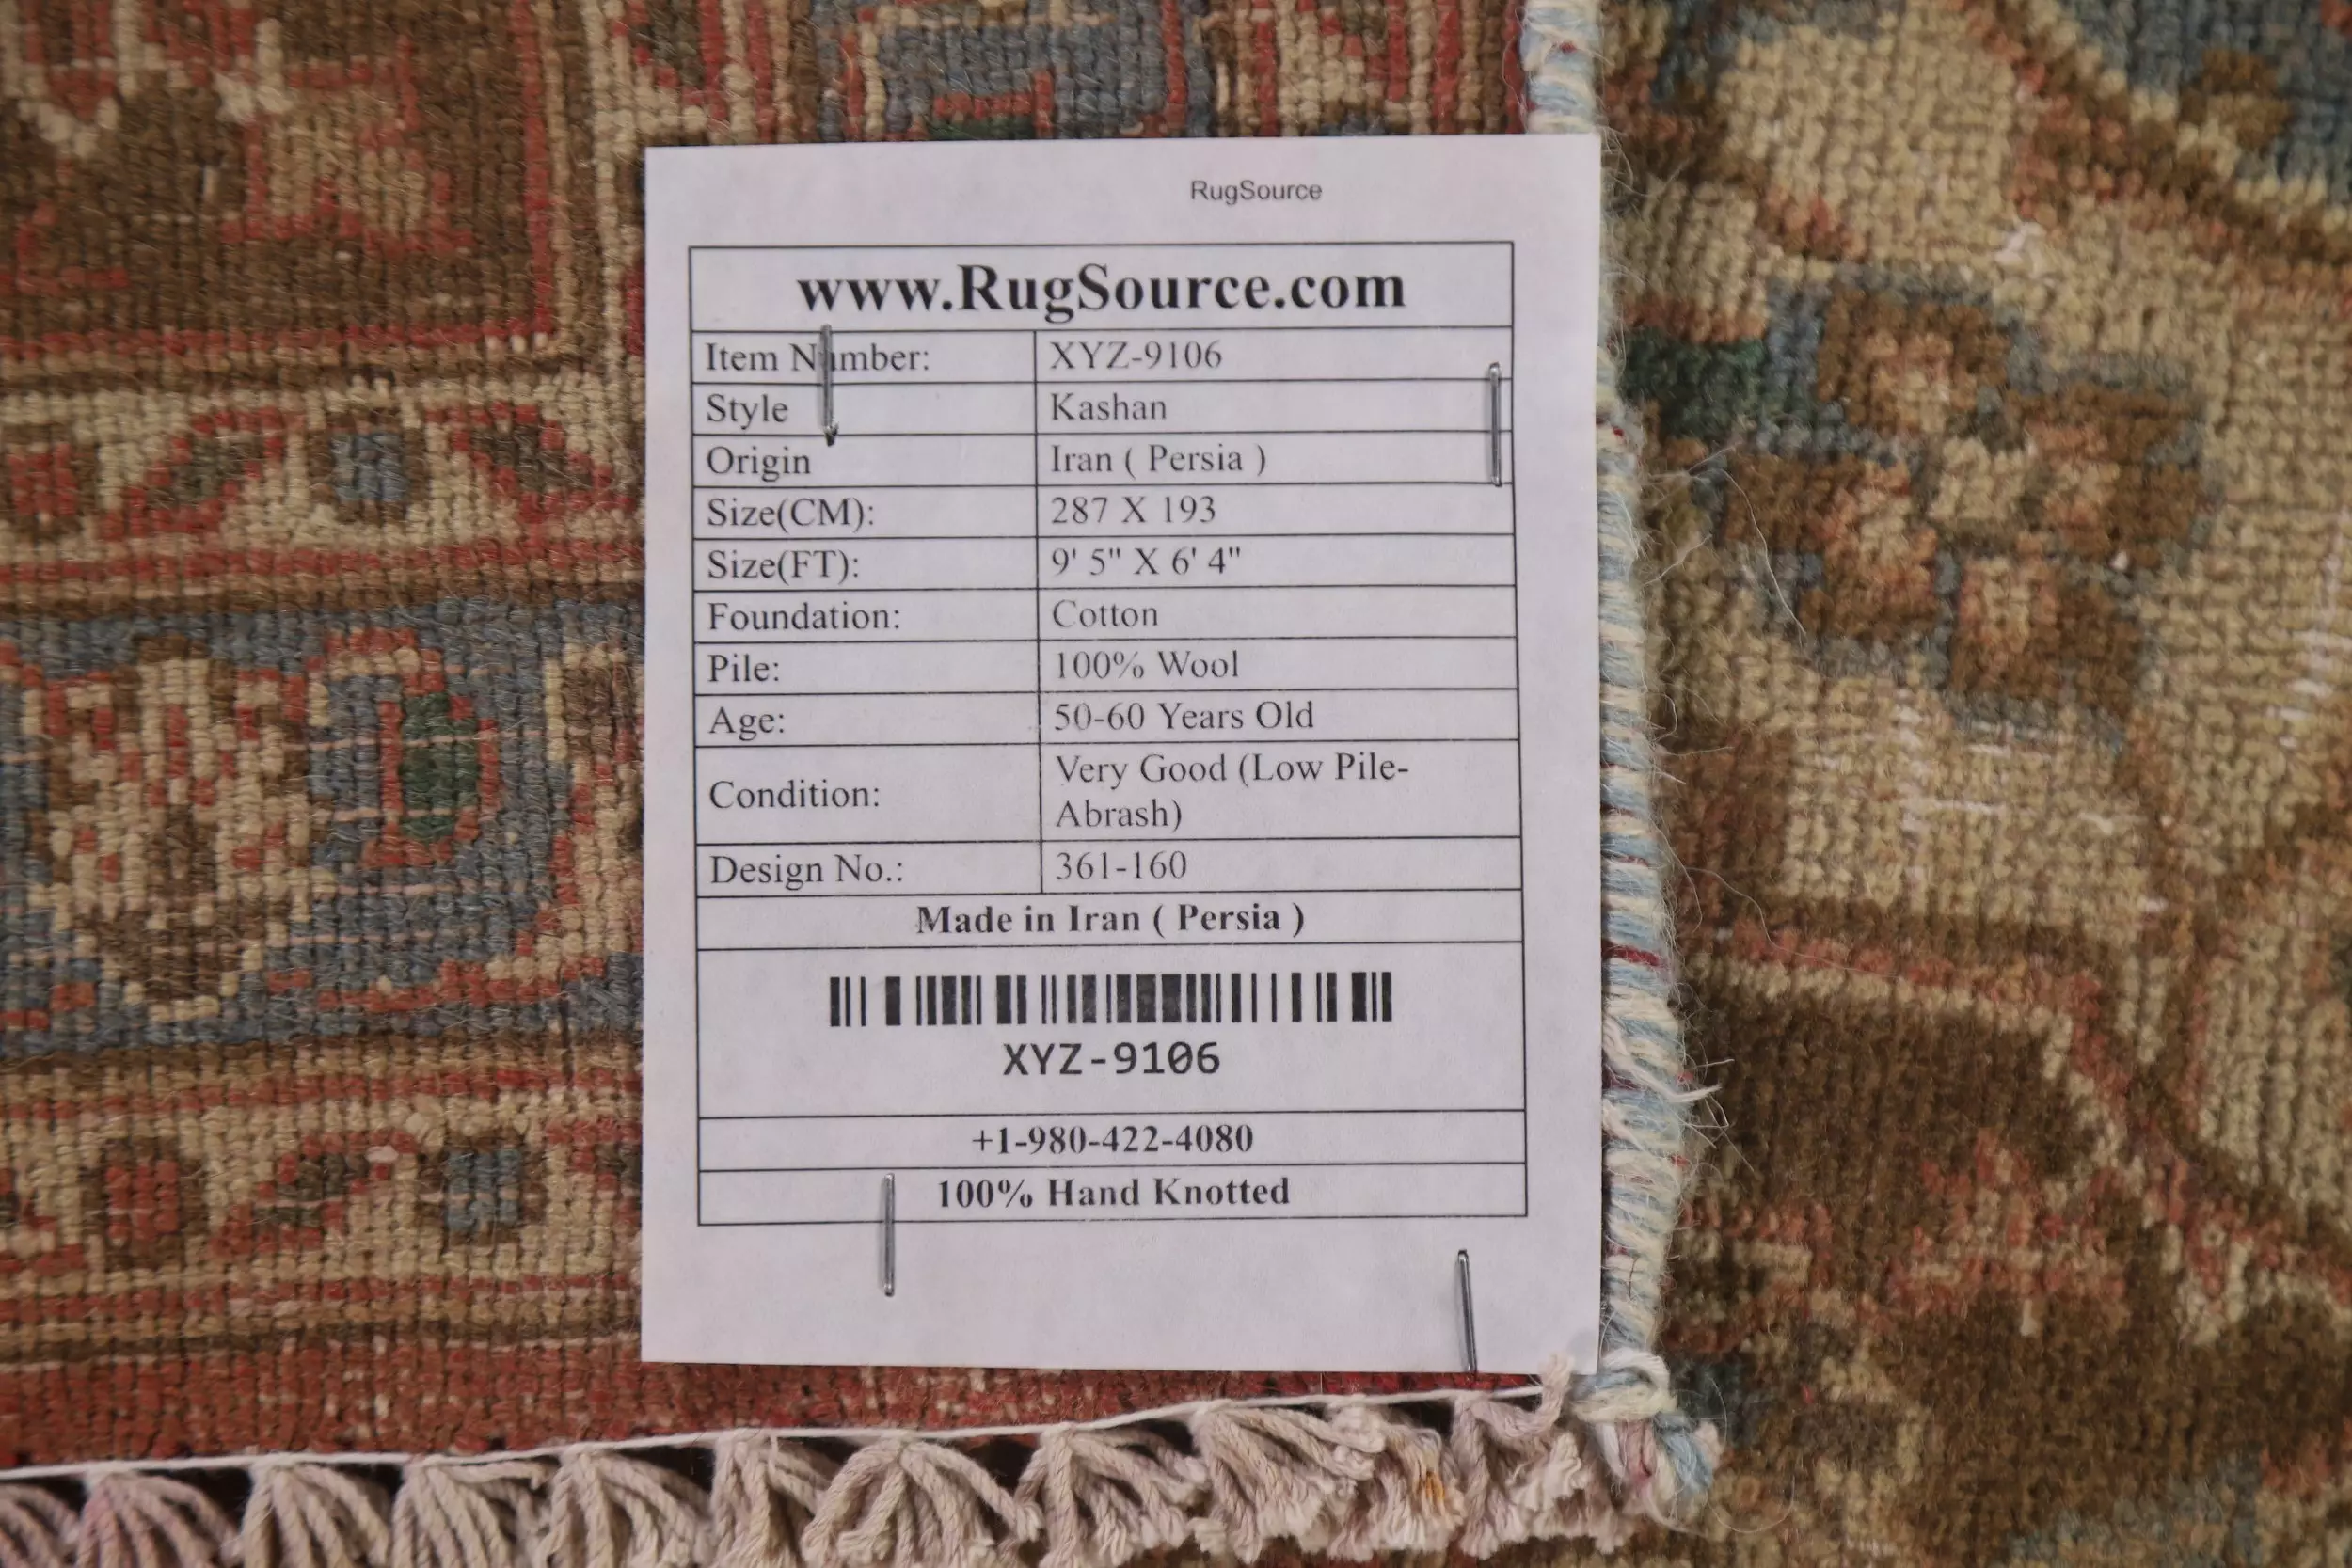 RugSource
www.RugSource.com
Item Number: XYZ-9106
Style Kashan
Origin Iran ( Persia )
Size(CM): 287 X 193
Size(FT): 9' 5" X 6' 4"
Foundation: Cotton
Pile: 100% Wool
Age: 50-60 Years Old
Condition: Very Good (Low Pile-
Abrash)
Design No.: 361-160
Made in Iran ( Persia )
XYZ-9106
+1-980-422-4080
100% Hand Knotted